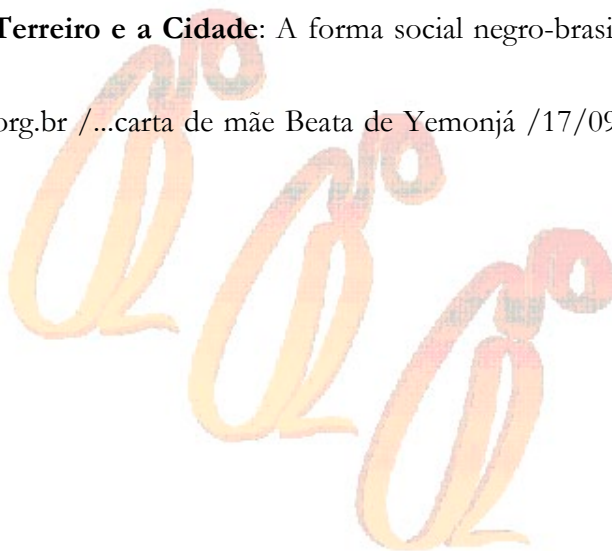 Terreiro e a Cidade: A forma social negro-brasi
org.br /...carta de mãe Beata de Yemonjá /17/09